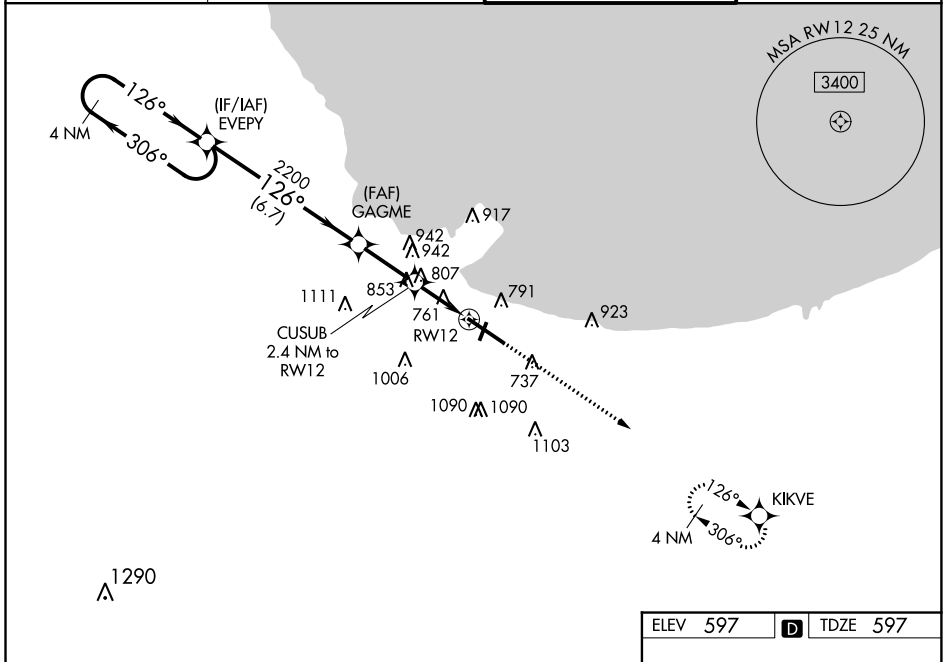 MSA RW12 25 NM
3400
126°
(IF/IAF)
EVEPY
4 NM
306°
2200
126°
(6.7)
(FAF)
GAGME
917
942
942
807
853
1111
761
791
923
RW12
CUSUB
2.4 NM to
RW12
1006
737
1090
1090
1103
126°
KIKVE
4 NM
306°
1290
ELEV 597 D TDZE 597